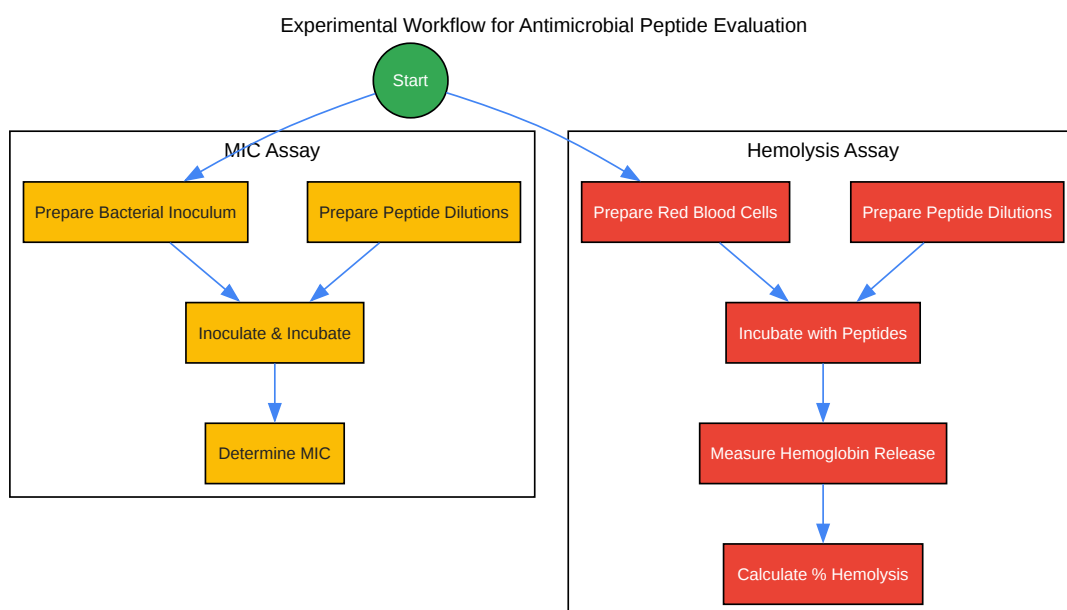 Experimental Workflow for Antimicrobial Peptide Evaluation
Start
MIC Assay
Prepare Bacterial Inoculum
Prepare Peptide Dilutions
Inoculate & Incubate
Determine MIC
Hemolysis Assay
Prepare Red Blood Cells
Prepare Peptide Dilutions
Incubate with Peptides
Measure Hemoglobin Release
Calculate % Hemolysis